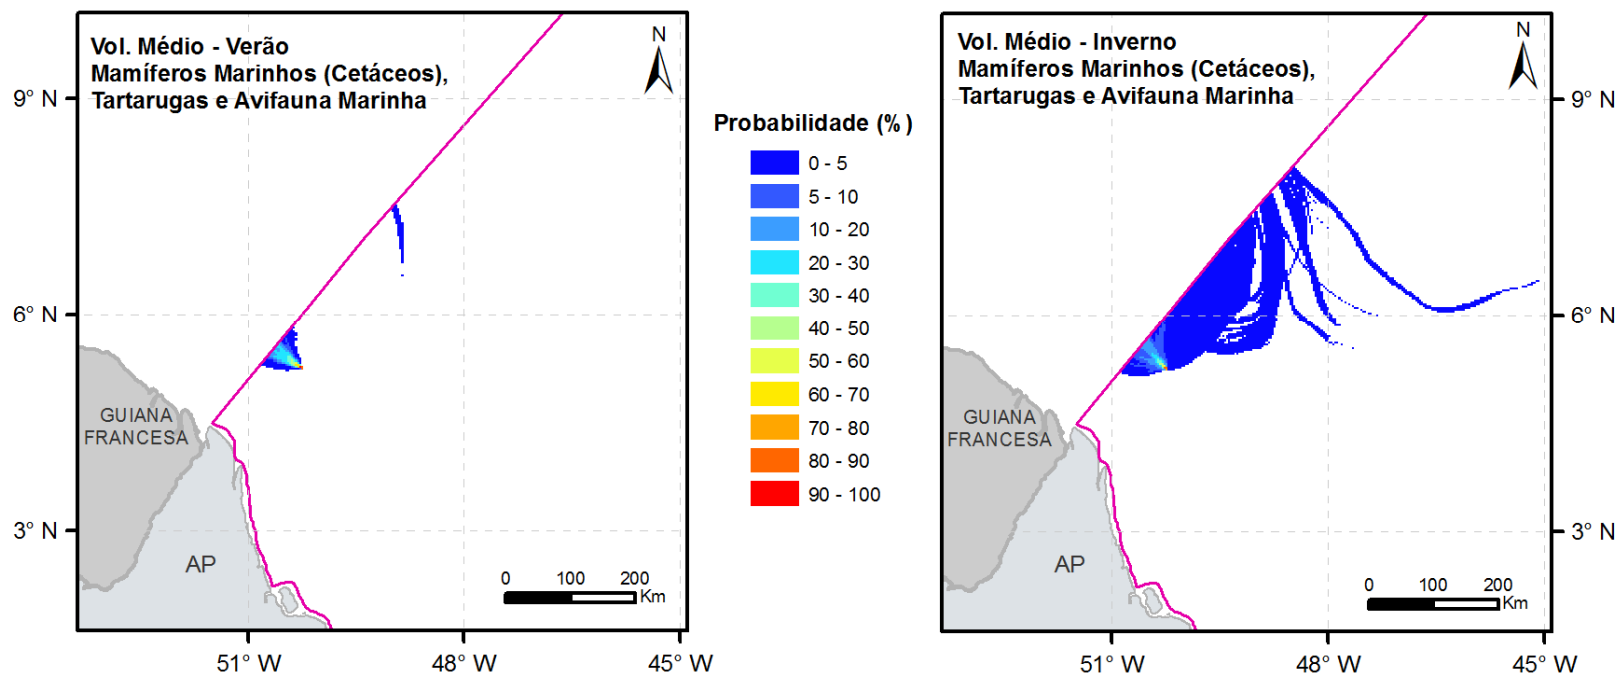 Vol. Médio - Verão
Mamíferos Marinhos (Cetáceos),
Tartarugas e Avifauna Marinha
N
9° N
6° N
3° N
GUIANA
FRANCESA
AP
0 100 200
Km
51° W 48° W 45° W
Probabilidade (%)
0 - 5
5 - 10
10 - 20
20 - 30
30 - 40
40 - 50
50 - 60
60 - 70
70 - 80
80 - 90
90 - 100
Vol. Médio - Inverno
Mamíferos Marinhos (Cetáceos),
Tartarugas e Avifauna Marinha
N
9° N
6° N
3° N
GUIANA
FRANCESA
AP
0 100 200
Km
51° W 48° W 45° W